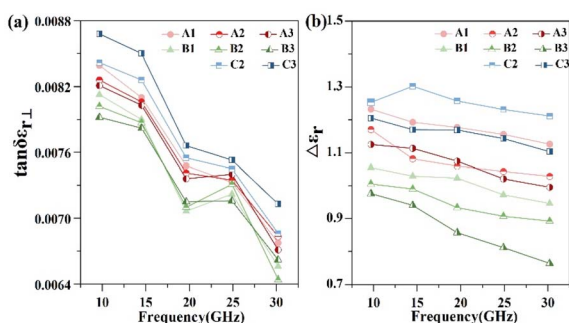 (a)
0.0088
0.0082
0.0076
0.0070
0.0064
tanδεr⊥
A1 A2 A3
B1 B2 B3
C2 C3
10 15 20 25 30
Frequency(GHz)
(b)
1.5
1.3
1.1
0.9
0.7
△εr
A1 A2 A3
B1 B2 B3
C2 C3
10 15 20 25 30
Frequency(GHz)